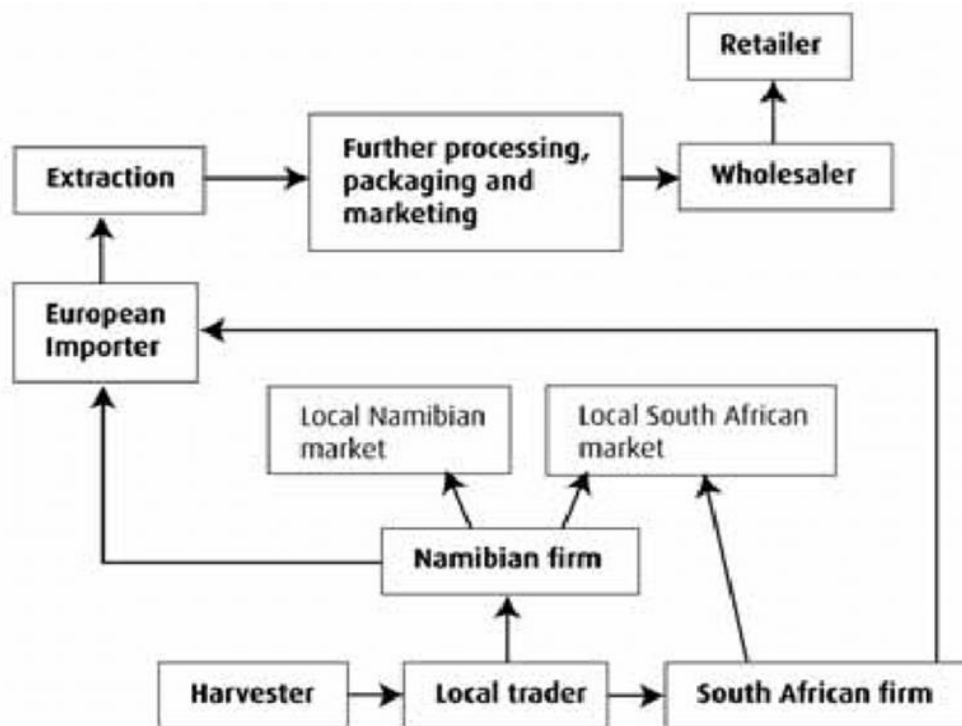 Retailer
Extraction
Further processing,
packaging and
marketing
Wholesaler
European
Importer
Local Namibian
market
Local South African
market
Namibian firm
Harvester
Local trader
South African firm